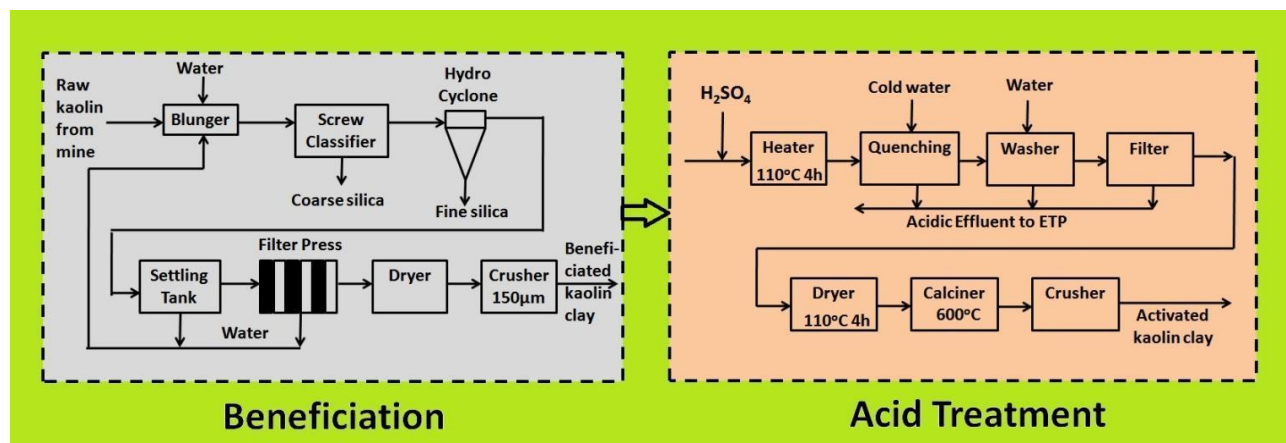 Water
Raw
kaolin
from
mine
Blunger
Screw
Classifier
Hydro
Cyclone
Coarse silica
Fine silica
Settling
Tank
Filter Press
Dryer
Crusher
150µm
Benefi-
ciated
kaolin
clay
Water
Beneficiation
H₂SO₄
Cold water
Water
Heater
110°C 4h
Quenching
Washer
Filter
Acidic Effluent to ETP
Dryer
110°C 4h
Calciner
600°C
Crusher
Activated
kaolin clay
Acid Treatment